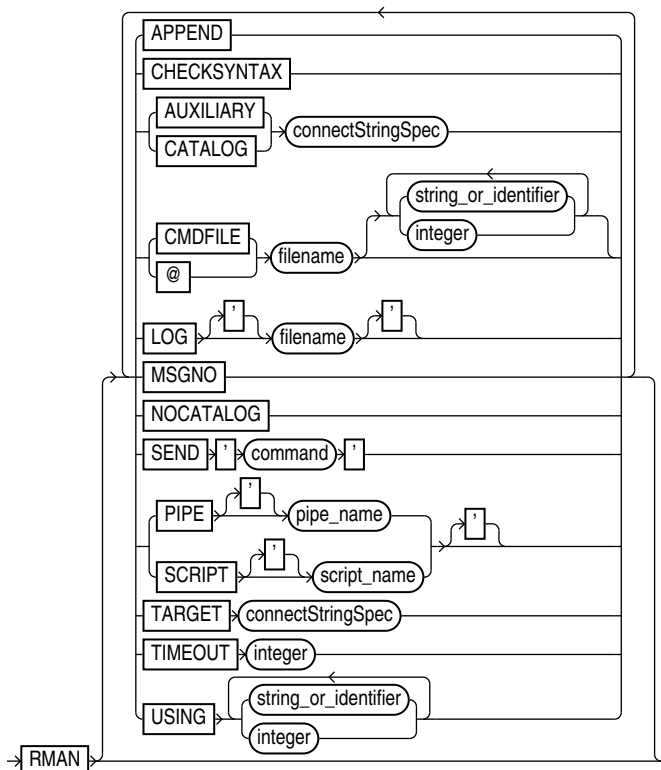 APPEND
CHECKSYNTAX
AUXILIARY
CATALOG
connectStringSpec
CMDFILE
@
filename
string_or_identifier
integer
LOG ' filename '
MSGNO
NOCATALOG
SEND ' command '
PIPE ' pipe_name
SCRIPT ' script_name
'
TARGET connectStringSpec
TIMEOUT integer
USING
string_or_identifier
integer
RMAN